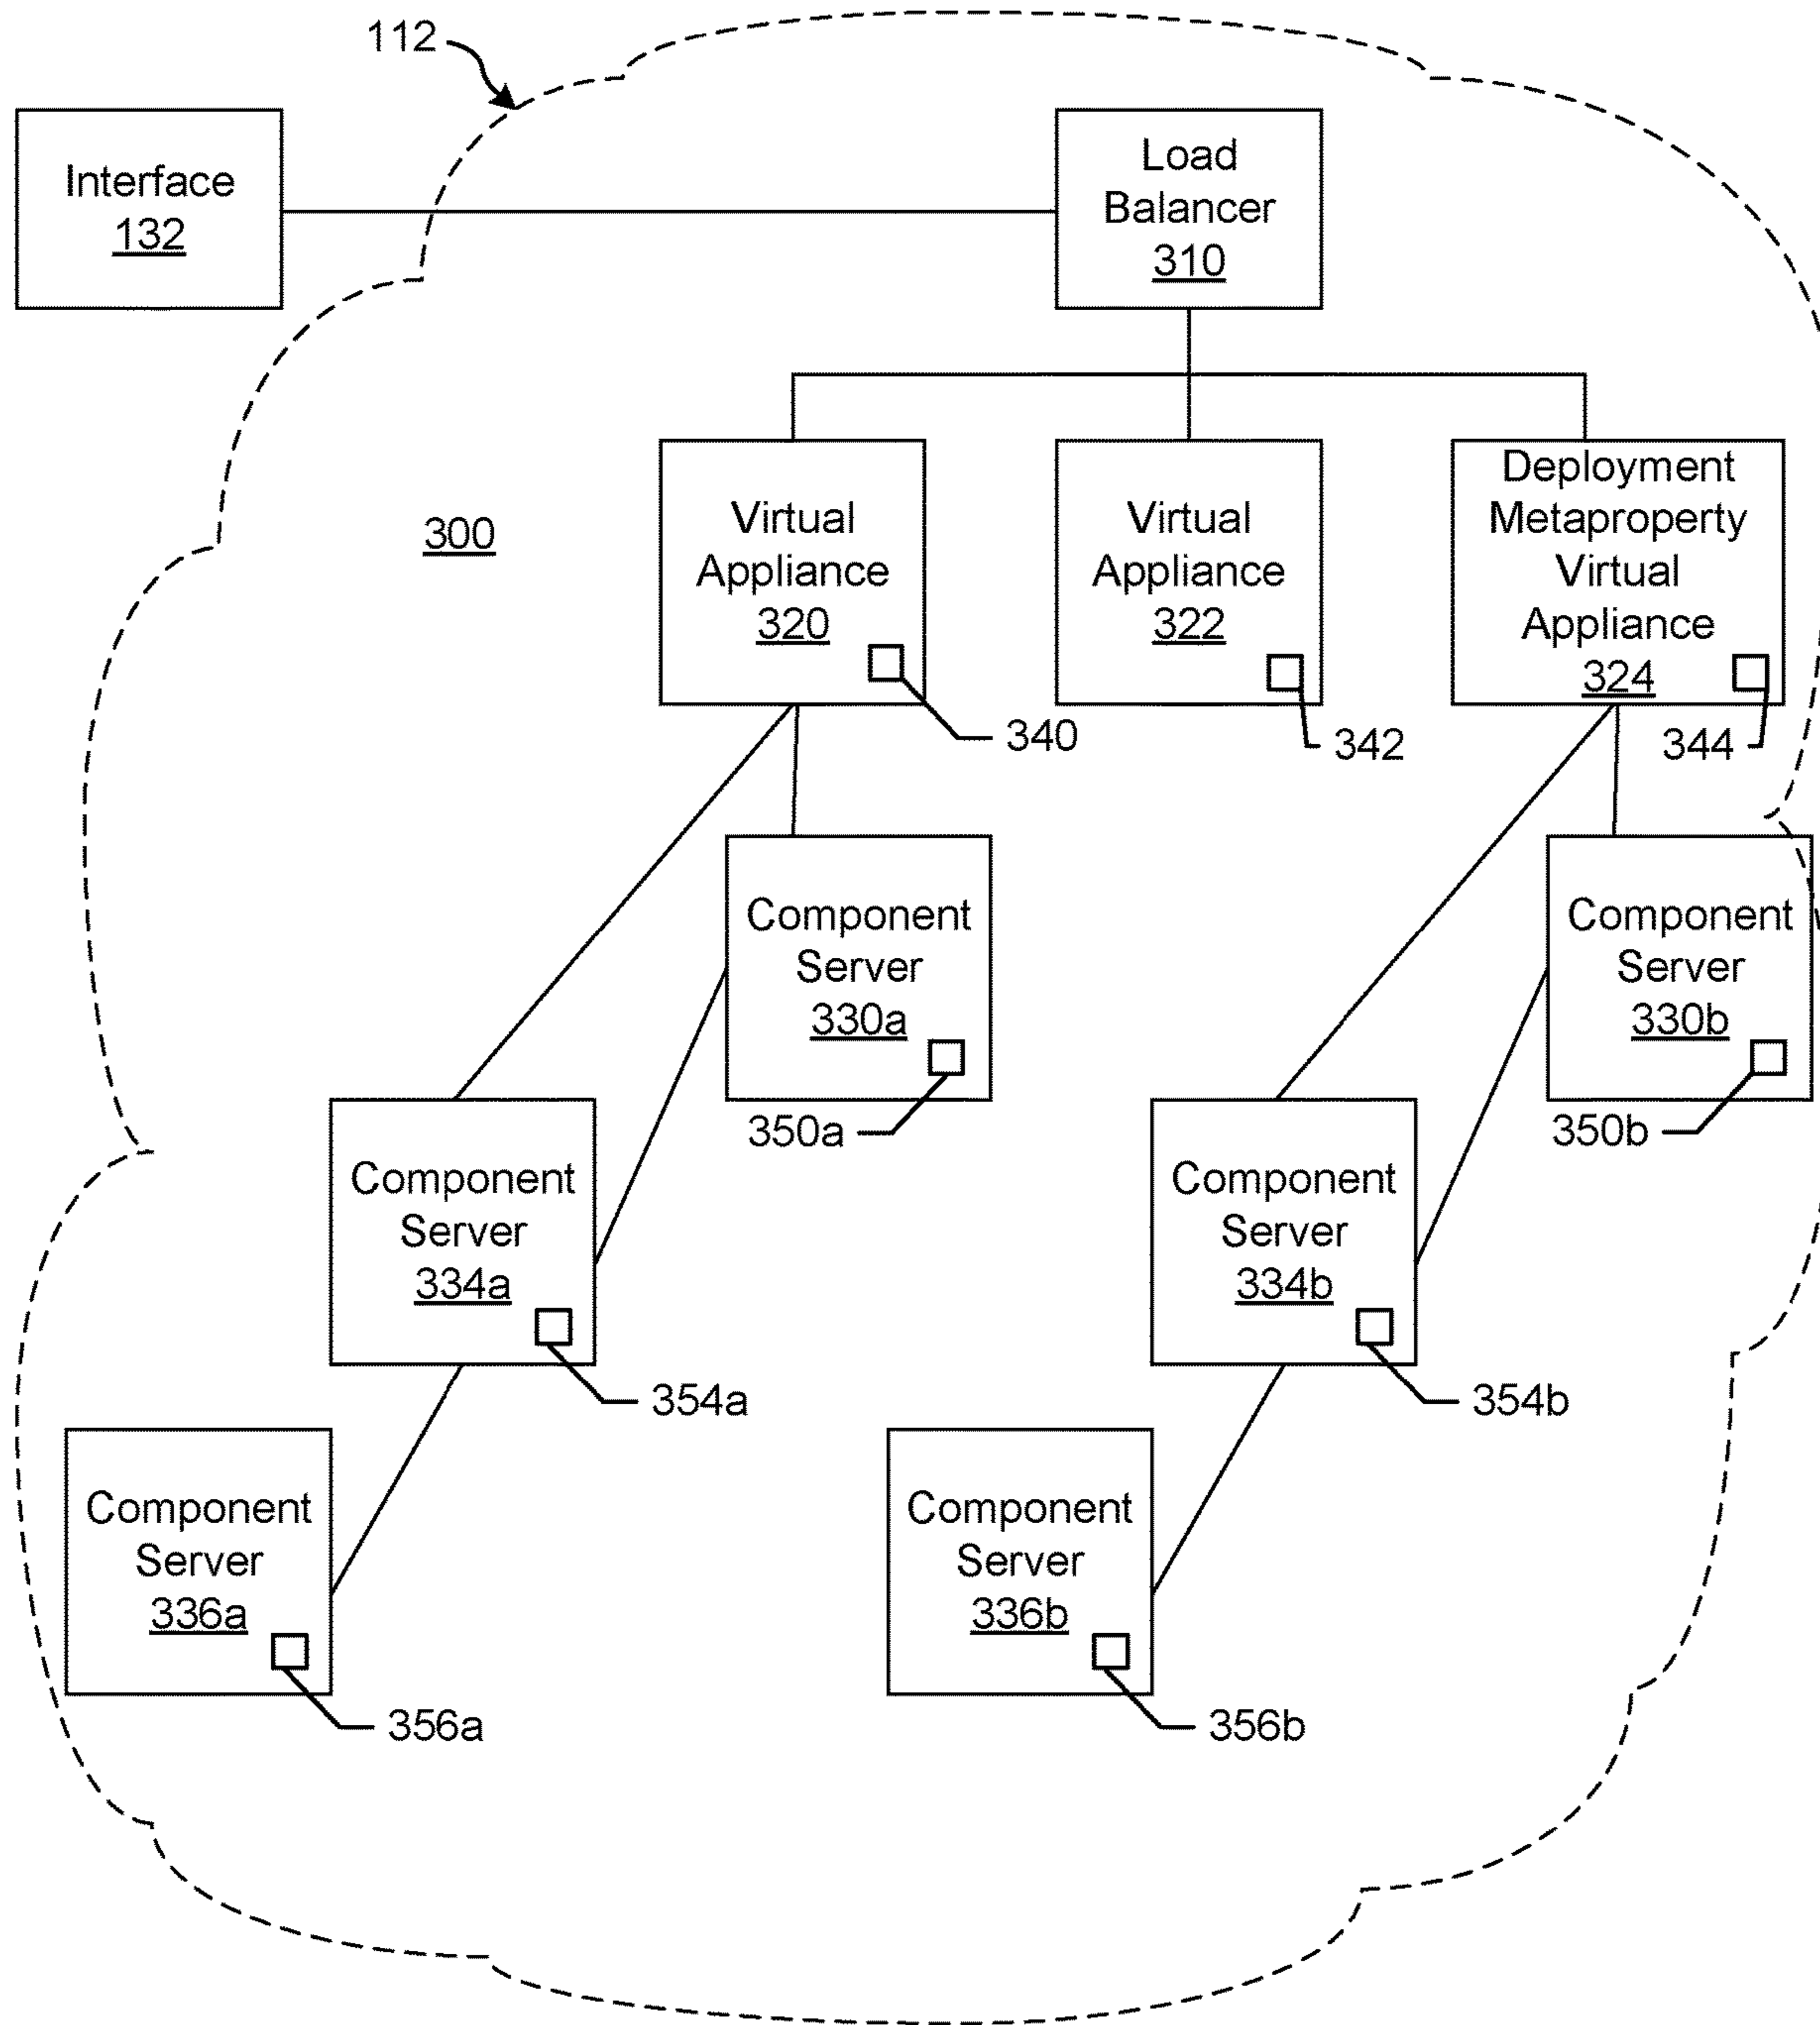 112
Interface
132
Load
Balancer
310
300
Virtual
Appliance
320
340
Virtual
Appliance
322
342
Deployment
Metaproperty
Virtual
Appliance
324
344
Component
Server
330a
350a
Component
Server
330b
350b
Component
Server
334a
354a
Component
Server
334b
354b
Component
Server
336a
356a
Component
Server
336b
356b